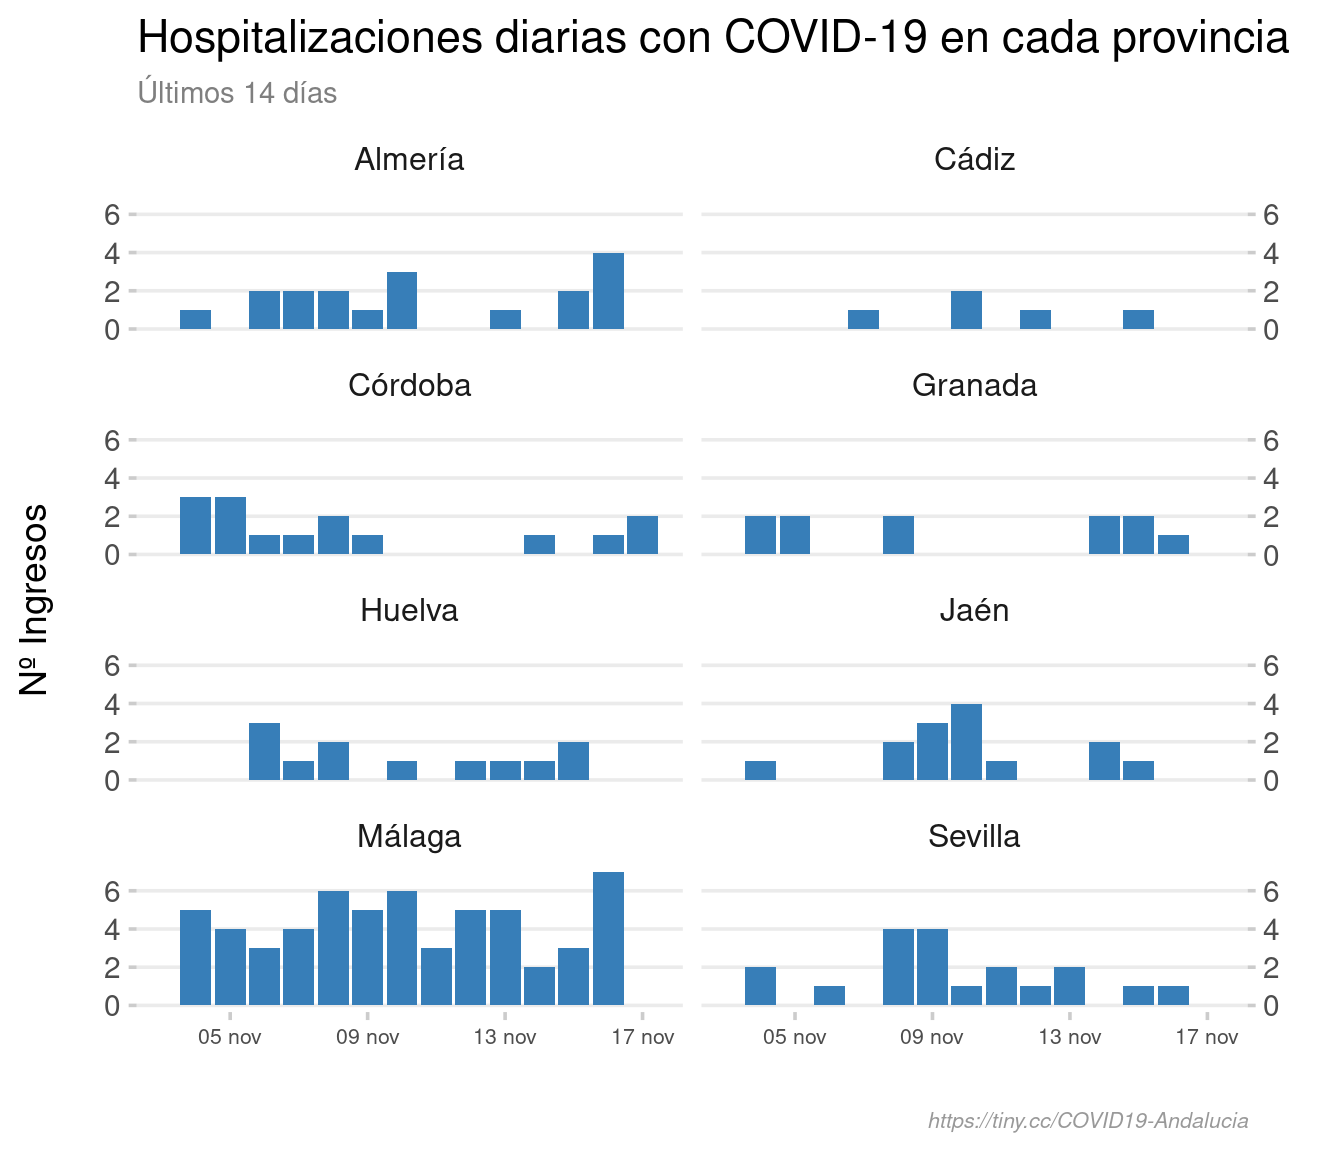 Hospitalizaciones diarias con COVID-19 en cada provincia
Últimos 14 días
Almería
Cádiz
6
4
2
0
6
4
2
0
Córdoba
Granada
6
4
2
0
6
4
2
0
Nº Ingresos
Huelva
Jaén
6
4
2
0
6
4
2
0
Málaga
Sevilla
6
4
2
0
6
4
2
0
05 nov 09 nov 13 nov 17 nov
05 nov 09 nov 13 nov 17 nov
https://tiny.cc/COVID19-Andalucia